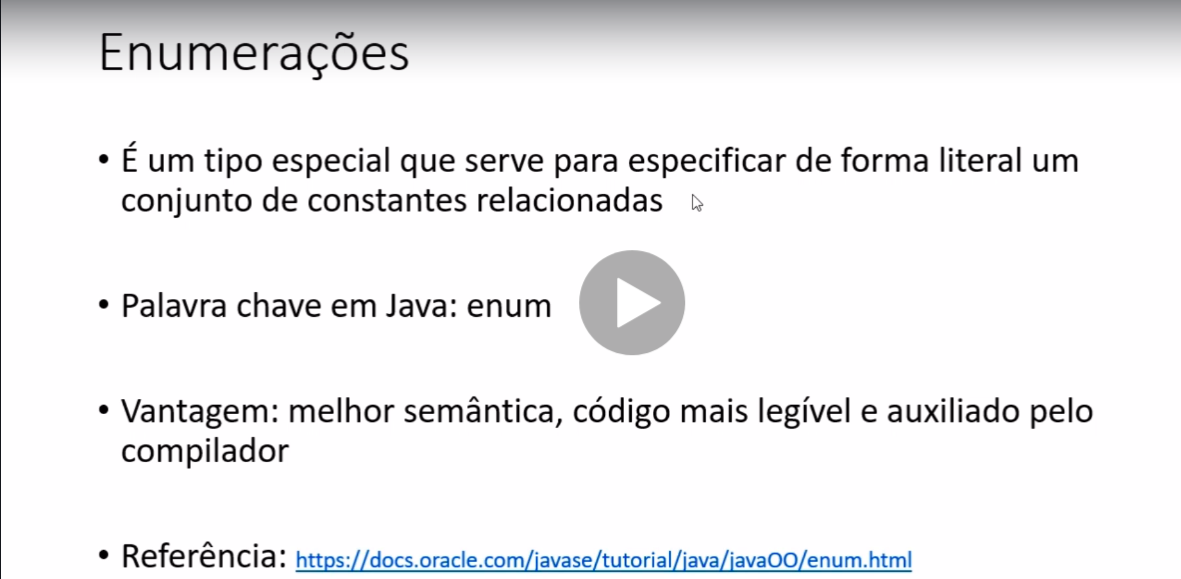 Enumerações
• É um tipo especial que serve para especificar de forma literal um
conjunto de constantes relacionadas
• Palavra chave em Java: enum
• Vantagem: melhor semântica, código mais legível e auxiliado pelo
compilador
• Referência: https://docs.oracle.com/javase/tutorial/java/javaOO/enum.html